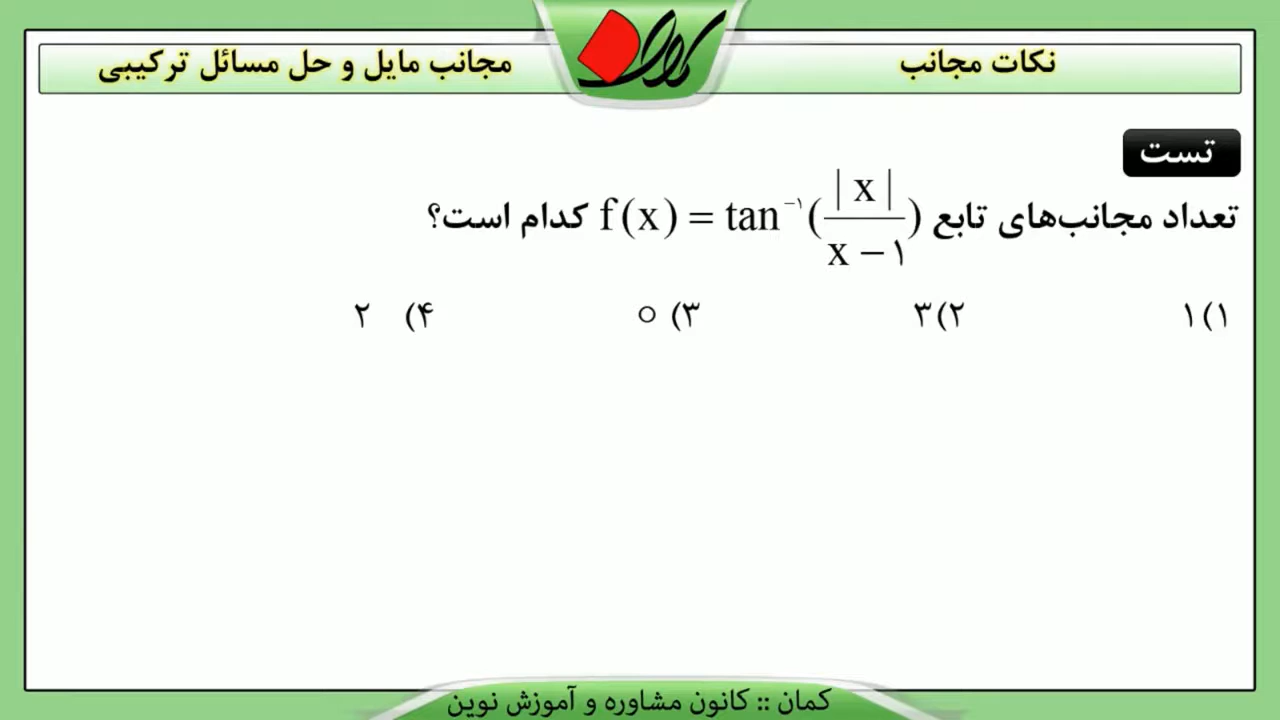 نکات مجانب
کمان
مجانب مایل و حل مسائل ترکیبی
تست
تعداد مجانب‌های تابع f(x) = tan⁻¹(|x| / (x − ۱)) کدام است؟
۱) ۱ ۲) ۳ ۳) ○ ۴) ۲
کمان :: کانون مشاوره و آموزش نوین